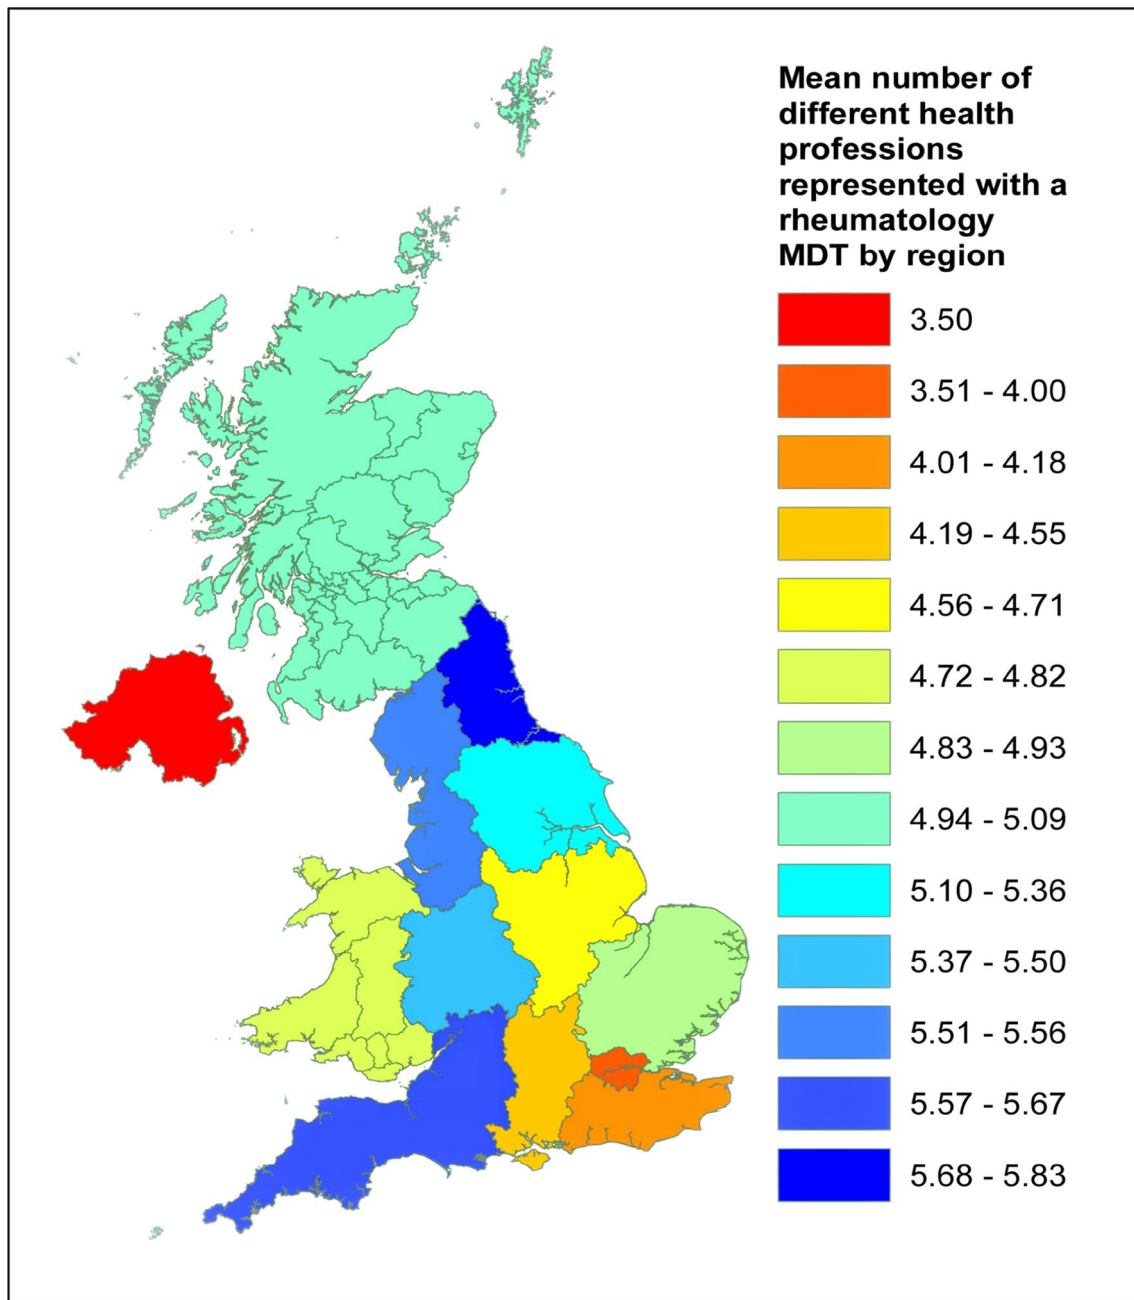 Mean number of
different health
professions
represented with a
rheumatology
MDT by region
3.50
3.51 - 4.00
4.01 - 4.18
4.19 - 4.55
4.56 - 4.71
4.72 - 4.82
4.83 - 4.93
4.94 - 5.09
5.10 - 5.36
5.37 - 5.50
5.51 - 5.56
5.57 - 5.67
5.68 - 5.83